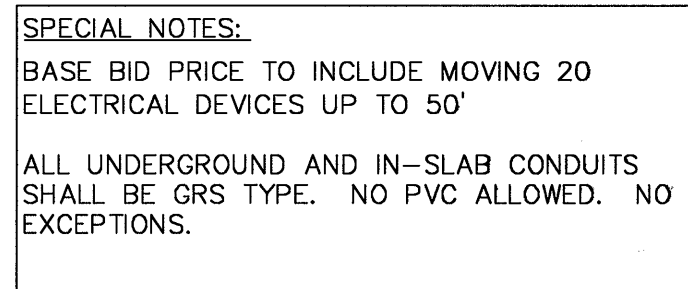 SPECIAL NOTES:
BASE BID PRICE TO INCLUDE MOVING 20
ELECTRICAL DEVICES UP TO 50'
ALL UNDERGROUND AND IN-SLAB CONDUITS
SHALL BE GRS TYPE. NO PVC ALLOWED. NO
EXCEPTIONS.